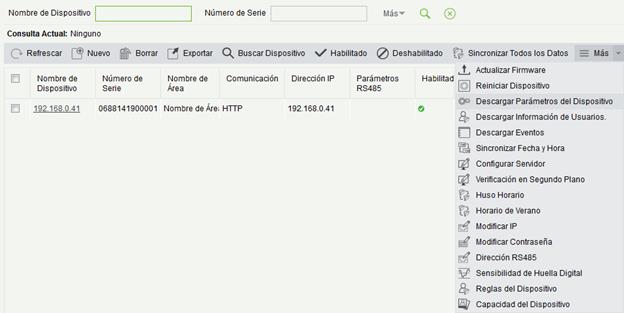 Nombre de Dispositivo Número de Serie Más
Consulta Actual: Ninguno
Refrescar Nuevo Borrar Exportar Buscar Dispositivo Habilitado Deshabilitado Sincronizar Todos los Datos Más
Nombre de Dispositivo Número de Serie Nombre de Área Comunicación Dirección IP Parámetros RS485 Habilitad
192.168.0.41 0688141900001 Nombre de Áre HTTP 192.168.0.41
Actualizar Firmware
Reiniciar Dispositivo
Descargar Parámetros del Dispositivo
Descargar Información de Usuarios.
Descargar Eventos
Sincronizar Fecha y Hora
Configurar Servidor
Verificación en Segundo Plano
Huso Horario
Horario de Verano
Modificar IP
Modificar Contraseña
Dirección RS485
Sensibilidad de Huella Digital
Reglas del Dispositivo
Capacidad del Dispositivo